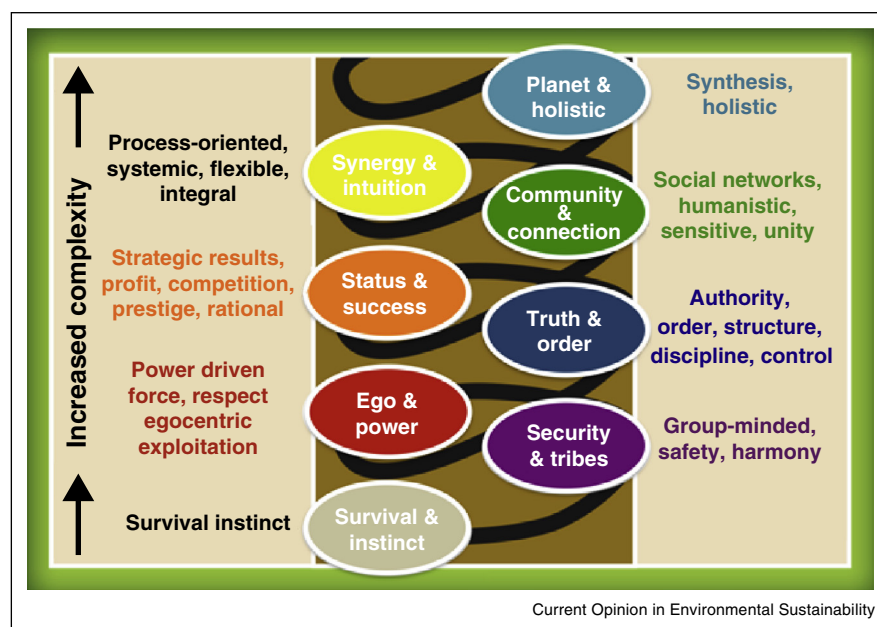 Planet &
holistic
Synthesis,
holistic
Process-oriented,
systemic, flexible,
integral
Synergy &
intuition
Community
&
connection
Social networks,
humanistic,
sensitive, unity
Strategic results,
profit, competition,
prestige, rational
Status &
success
Truth &
order
Authority,
order, structure,
discipline, control
Power driven
force, respect
egocentric
exploitation
Ego &
power
Security
& tribes
Group-minded,
safety, harmony
Survival instinct
Survival &
instinct
Increased complexity
Current Opinion in Environmental Sustainability